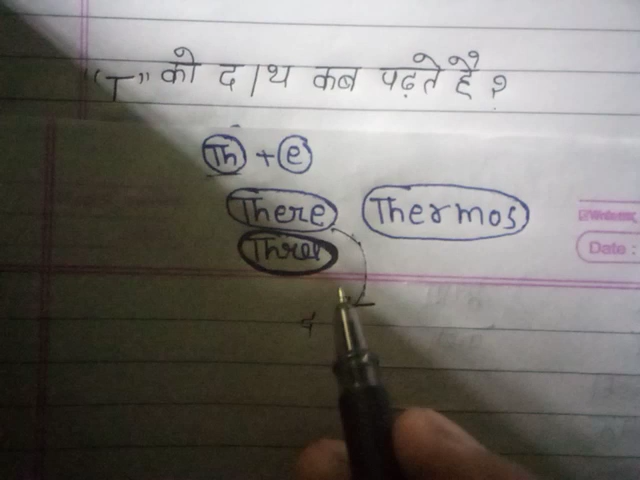 "T" को द/थ कब पढ़ते है ?
Th + e
There Thermos
Three
Date :